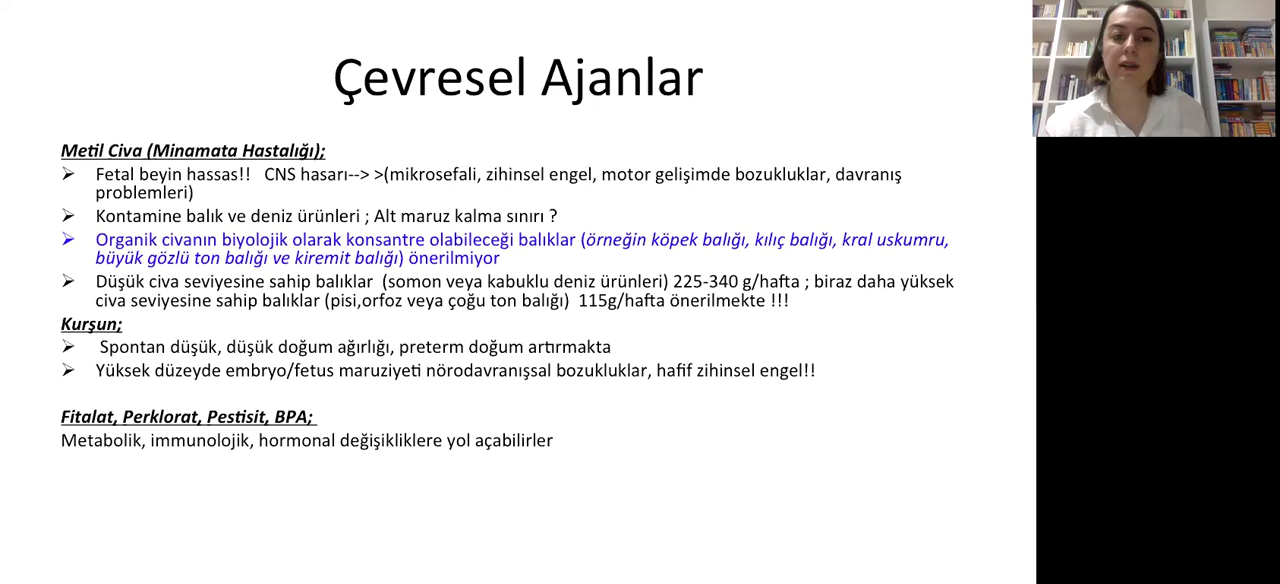 Çevresel Ajanlar
Metil Civa (Minamata Hastalığı);
➢ Fetal beyin hassas!! CNS hasarı--> >(mikrosefali, zihinsel engel, motor gelişimde bozukluklar, davranış
problemleri)
➢ Kontamine balık ve deniz ürünleri ; Alt maruz kalma sınırı ?
➢ Organik civanın biyolojik olarak konsantre olabileceği balıklar (örneğin köpek balığı, kılıç balığı, kral uskumru,
büyük gözlü ton balığı ve kiremit balığı) önerilmiyor
➢ Düşük civa seviyesine sahip balıklar (somon veya kabuklu deniz ürünleri) 225-340 g/hafta ; biraz daha yüksek
civa seviyesine sahip balıklar (pisi,orfoz veya çoğu ton balığı) 115g/hafta önerilmekte !!!
Kurşun;
➢ Spontan düşük, düşük doğum ağırlığı, preterm doğum artırmakta
➢ Yüksek düzeyde embryo/fetus maruziyeti nörodavranışsal bozukluklar, hafif zihinsel engel!!
Fitalat, Perklorat, Pestisit, BPA;
Metabolik, immunolojik, hormonal değişikliklere yol açabilirler